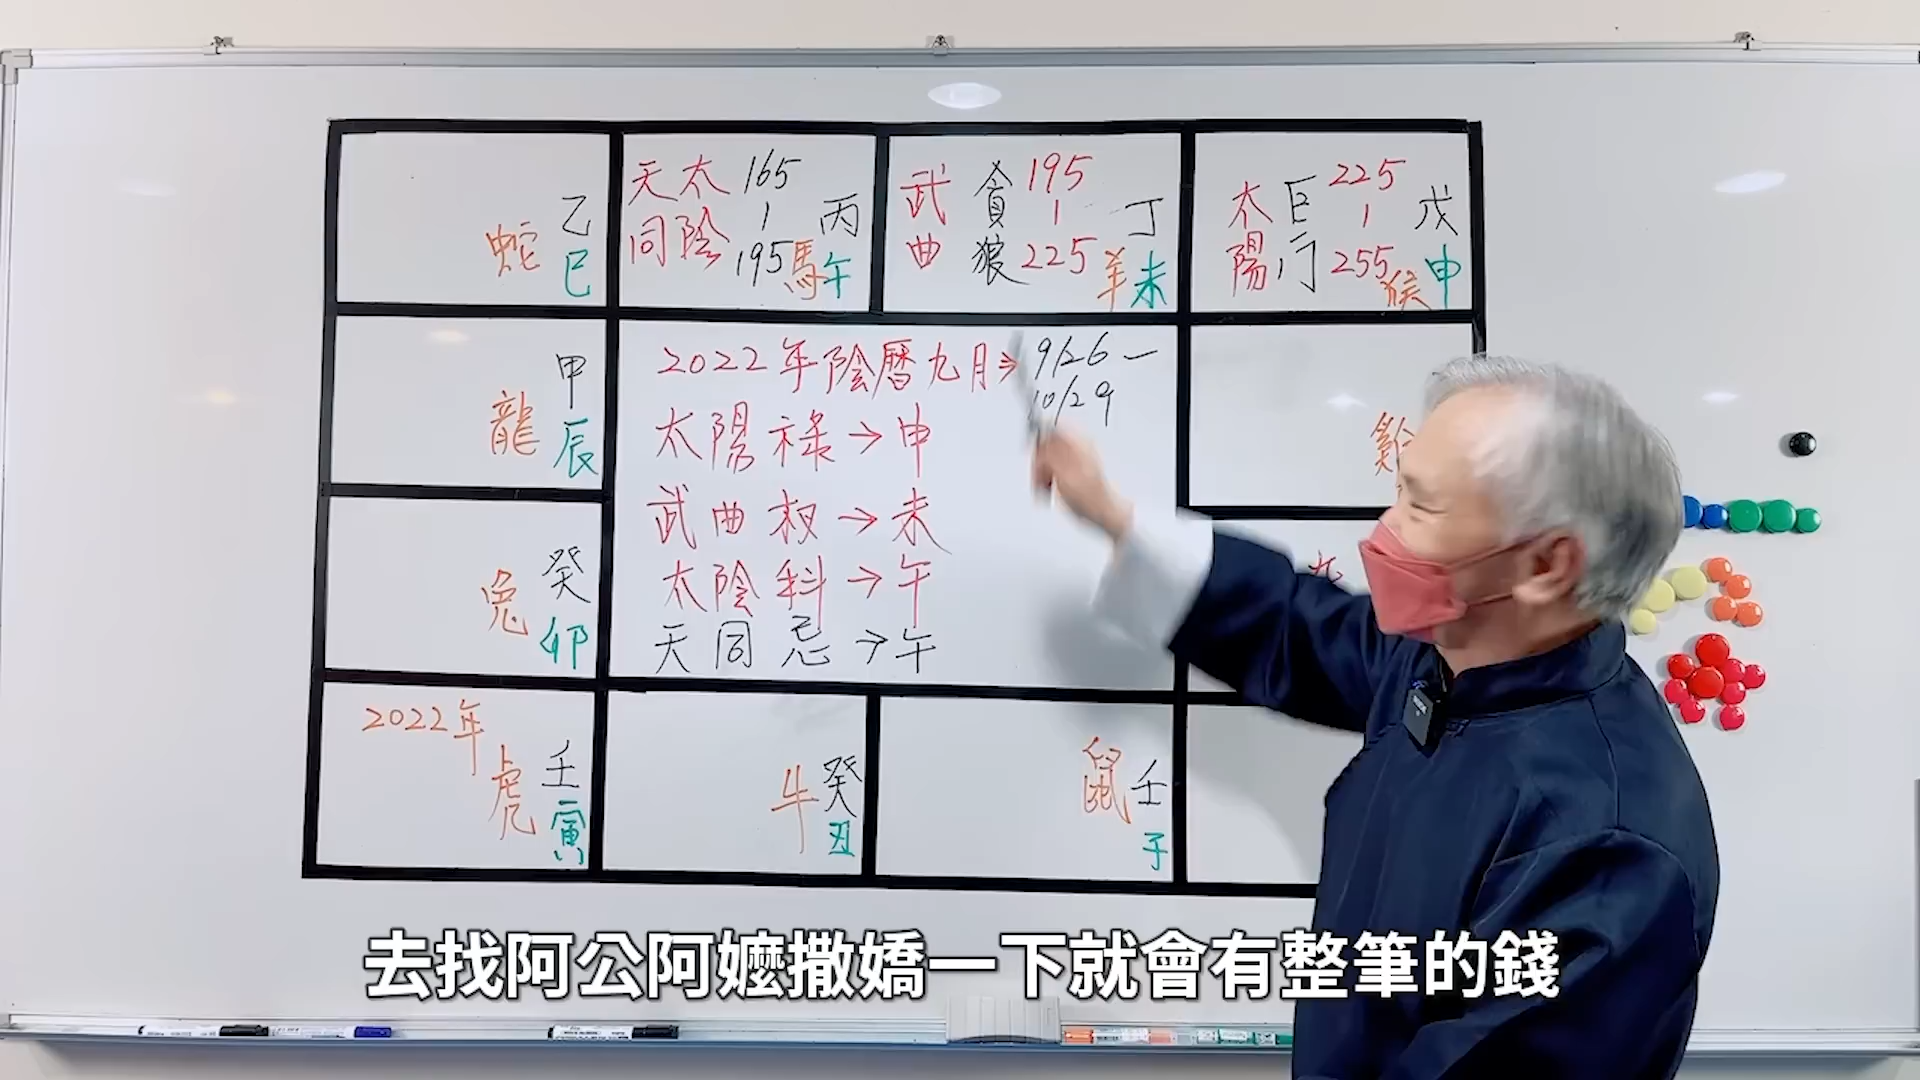 乙
蛇 巳
天太 165
同陰 |
195 丙
馬午
武 貪 195
曲 狼 |
225 丁
羊未
太 巨 225
陽 门 |
255 戊
猴申
甲
龍 辰
2022年陰曆九月→ 9/26-
10/29
太陽祿→申
武曲权→未
太陰科→午
天同忌→午
癸
兔 卯
2022年
虎 壬
寅
牛 癸
丑
鼠 壬
子
去找阿公阿嬤撒嬌一下就會有整筆的錢